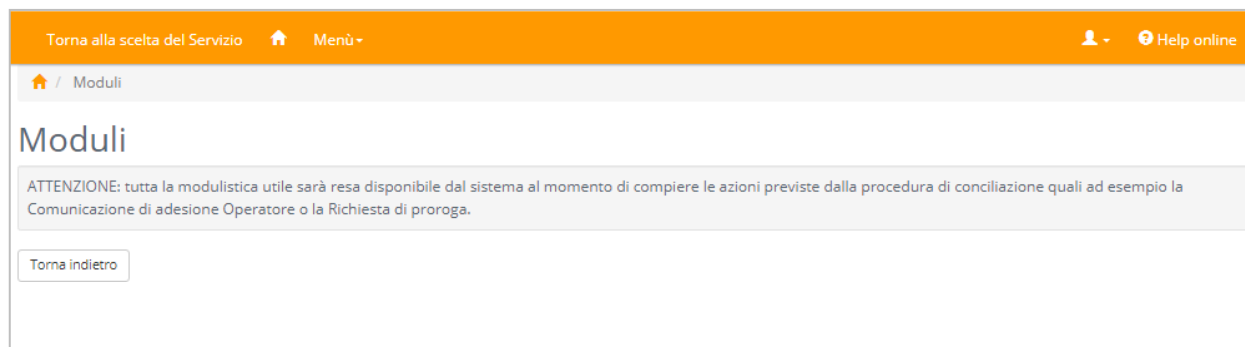 Torna alla scelta del Servizio Menù Help online
/ Moduli
Moduli
ATTENZIONE: tutta la modulistica utile sarà resa disponibile dal sistema al momento di compiere le azioni previste dalla procedura di conciliazione quali ad esempio la
Comunicazione di adesione Operatore o la Richiesta di proroga.
Torna indietro